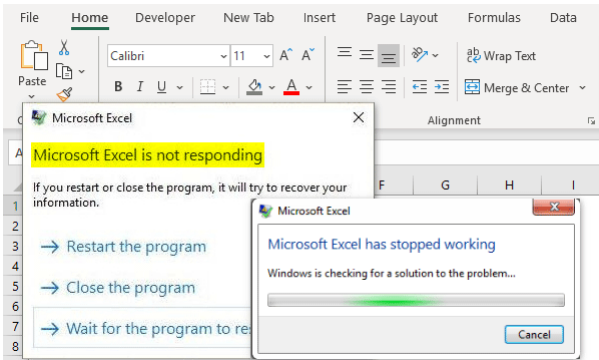 File Home Developer New Tab Insert Page Layout Formulas Data
Calibri 11 A^ A˅ ab Wrap Text
Paste B I U A Merge & Center
Alignment
Microsoft Excel
A
Microsoft Excel is not responding
If you restart or close the program, it will try to recover your
information.
→ Restart the program
→ Close the program
→ Wait for the program to re
F G H I
1
2
3
4
5
6
7
8
Microsoft Excel
x
Microsoft Excel has stopped working
Windows is checking for a solution to the problem...
Cancel